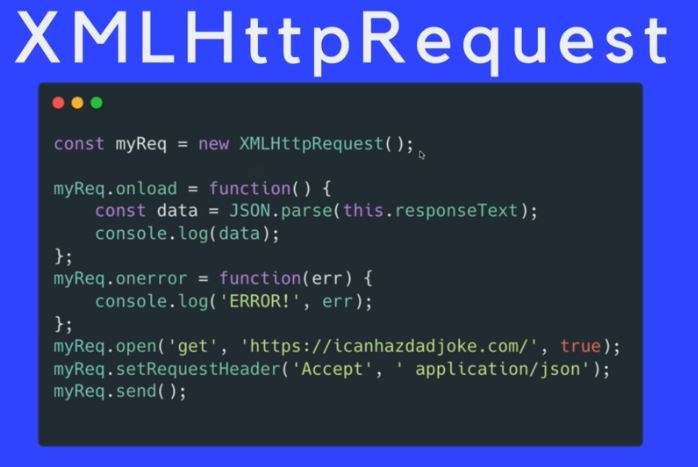 XMLHttpRequest
const myReq = new XMLHttpRequest();
myReq.onload = function() {
    const data = JSON.parse(this.responseText);
    console.log(data);
};
myReq.onerror = function(err) {
    console.log('ERROR!', err);
};
myReq.open('get', 'https://icanhazdadjoke.com/', true);
myReq.setRequestHeader('Accept', ' application/json');
myReq.send();